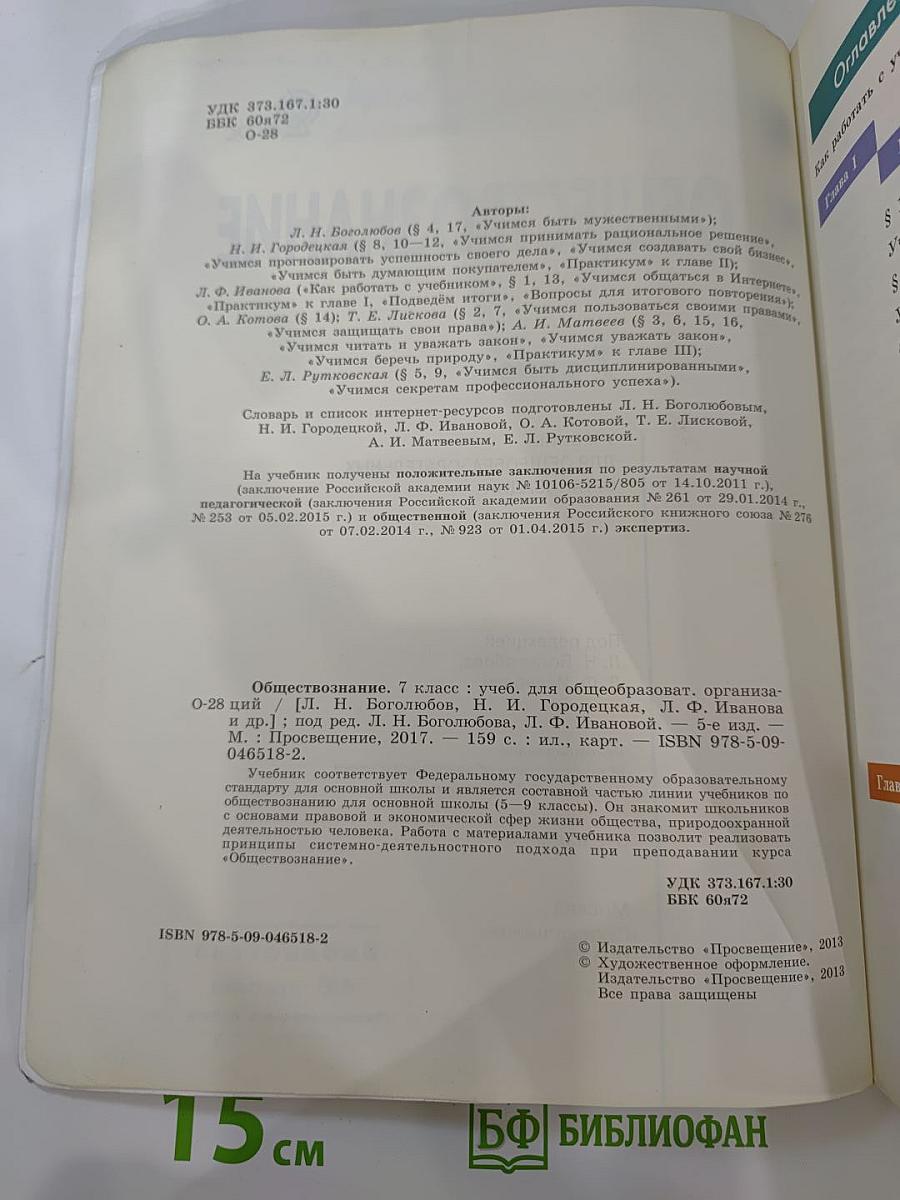 УДК 373.167.1:30
ББК 60я72
О-28
Авторы:
Л. Н. Боголюбов (§ 4, 17, «Учимся быть мужественными»);
Н. И. Городецкая (§ 8, 10—12, «Учимся принимать рациональное решение»,
«Учимся прогнозировать успешность своего дела», «Учимся создавать свой бизнес»,
«Учимся быть думающим покупателем», «Практикум» к главе II);
Л. Ф. Иванова («Как работать с учебником», § 1, 13, «Учимся общаться в Интернете»,
«Практикум» к главе I, «Подведём итоги», «Вопросы для итогового повторения»);
О. А. Котова (§ 14); Т. Е. Лискова (§ 2, 7, «Учимся пользоваться своими правами»,
«Учимся защищать свои права»); А. И. Матвеев (§ 3, 6, 15, 16,
«Учимся читать и уважать закон», «Учимся уважать закон»,
«Учимся беречь природу», «Практикум» к главе III);
Е. Л. Рутковская (§ 5, 9, «Учимся быть дисциплинированными»,
«Учимся секретам профессионального успеха»).
Словарь и список интернет-ресурсов подготовлены Л. Н. Боголюбовым,
Н. И. Городецкой, Л. Ф. Ивановой, О. А. Котовой, Т. Е. Лисковой,
А. И. Матвеевым, Е. Л. Рутковской.
На учебник получены положительные заключения по результатам научной
(заключение Российской академии наук № 10106-5215/805 от 14.10.2011 г.),
педагогической (заключения Российской академии образования № 261 от 29.01.2014 г.,
№ 253 от 05.02.2015 г.) и общественной (заключения Российского книжного союза № 276
от 07.02.2014 г., № 923 от 01.04.2015 г.) экспертиз.
Обществознание. 7 класс : учеб. для общеобразоват. организа-
О-28 ций / [Л. Н. Боголюбов, Н. И. Городецкая, Л. Ф. Иванова
и др.] ; под ред. Л. Н. Боголюбова, Л. Ф. Ивановой. — 5-е изд. —
М. : Просвещение, 2017. — 159 с. : ил., карт. — ISBN 978-5-09-
046518-2.
Учебник соответствует Федеральному государственному образовательному
стандарту для основной школы и является составной частью линии учебников по
обществознанию для основной школы (5—9 классы). Он знакомит школьников
с основами правовой и экономической сфер жизни общества, природоохранной
деятельностью человека. Работа с материалами учебника позволит реализовать
принципы системно-деятельностного подхода при преподавании курса
«Обществознание».
УДК 373.167.1:30
ББК 60я72
ISBN 978-5-09-046518-2
© Издательство «Просвещение», 2013
© Художественное оформление.
Издательство «Просвещение», 2013
Все права защищены
Как работать с
Глава I
§
§
15 см
БФ БИБЛИОФАН